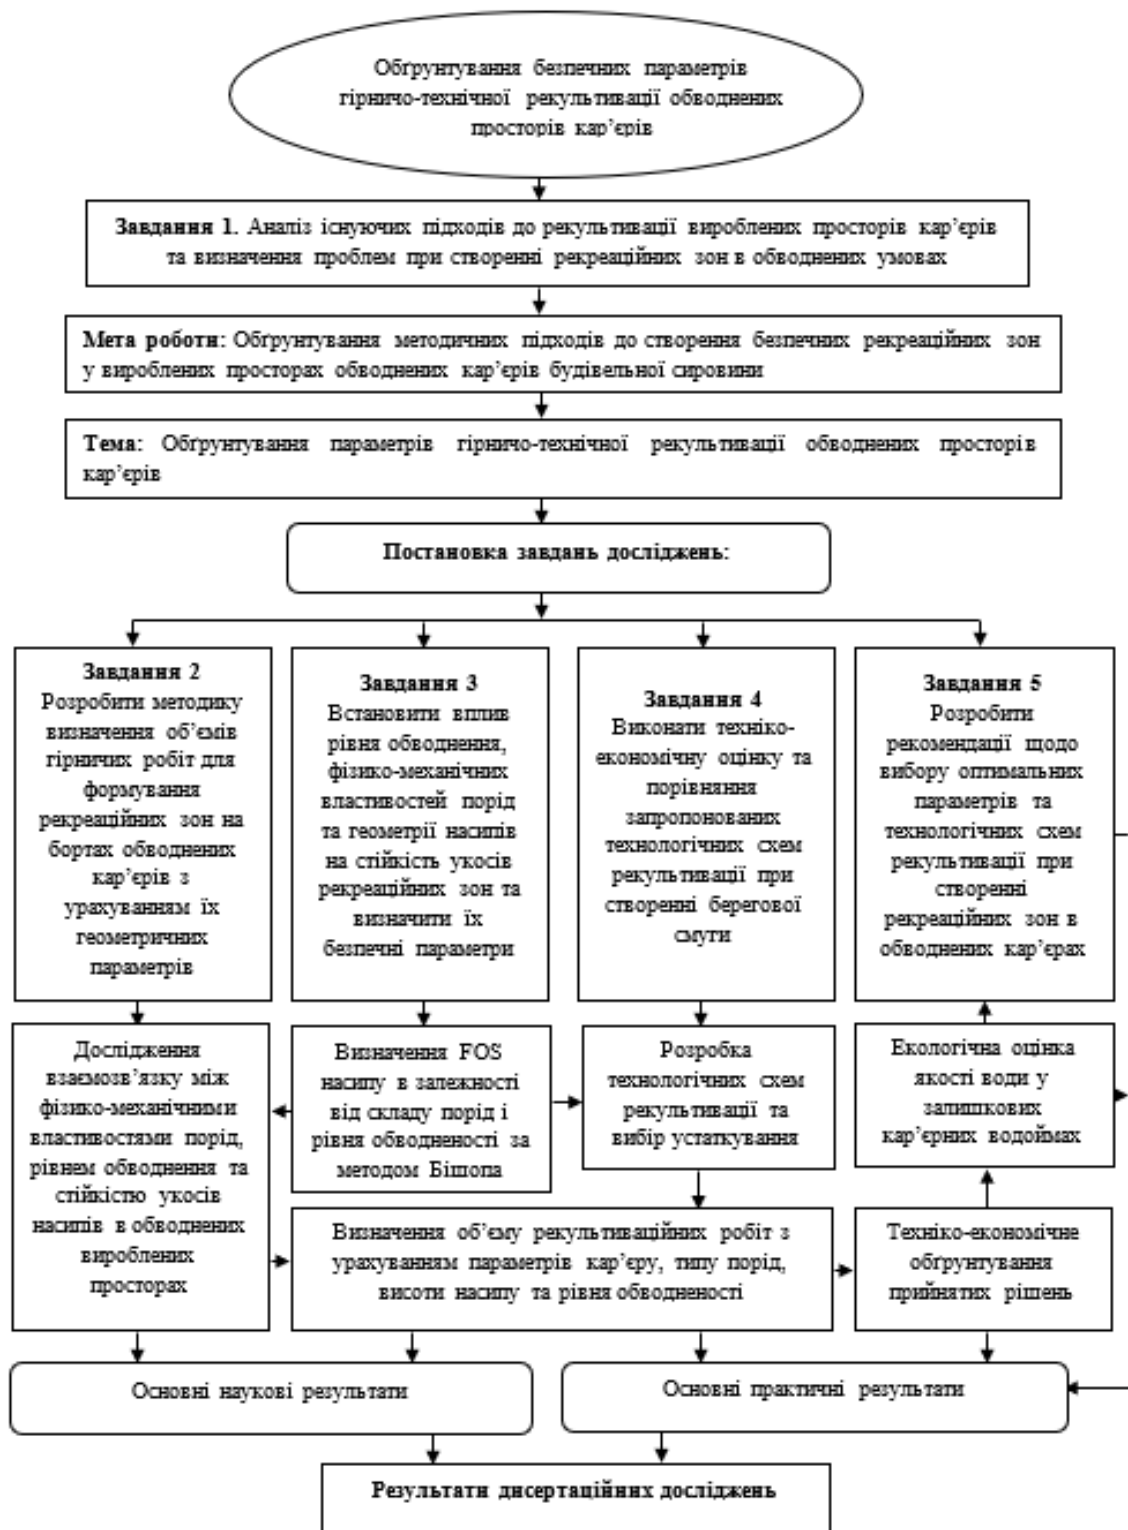 Обґрунтування безпечних параметрів
гірничо-технічної рекультивації обводнених
просторів кар’єрів
Завдання 1. Аналіз існуючих підходів до рекультивації вироблених просторів кар’єрів
та визначення проблем при створенні рекреаційних зон в обводнених умовах
Мета роботи: Обґрунтування методичних підходів до створення безпечних рекреаційних зон
у вироблених просторах обводнених кар’єрів будівельної сировини
Тема: Обґрунтування параметрів гірничо-технічної рекультивації обводнених просторів
кар’єрів
Постановка завдань досліджень:
Завдання 2
Розробити методику
визначення об’ємів
гірничих робіт для
формування
рекреаційних зон на
бортах обводнених
кар’єрів з
урахуванням їх
геометричних
параметрів
Завдання 3
Встановити вплив
рівня обводнення,
фізико-механічних
властивостей порід
та геометрії насипів
на стійкість укосів
рекреаційних зон та
визначити їх
безпечні параметри
Завдання 4
Виконати техніко-
економічну оцінку та
порівняння
запропонованих
технологічних схем
рекультивації при
створенні берегової
смуги
Завдання 5
Розробити
рекомендації щодо
вибору оптимальних
параметрів та
технологічних схем
рекультивації при
створенні
рекреаційних зон в
обводнених кар’єрах
Дослідження
взаємозв’язку між
фізико-механічними
властивостями порід,
рівнем обводнення та
стійкістю укосів
насипів в обводнених
вироблених
просторах
Визначення FOS
насипу в залежності
від складу порід і
рівня обводненості за
методом Бішопа
Розробка
технологічних схем
рекультивації та
вибір устаткування
Екологічна оцінка
якості води у
залишкових
кар’єрних водоймах
Визначення об’єму рекультиваційних робіт з
урахуванням параметрів кар’єру, типу порід,
висоти насипу та рівня обводненості
Техніко-економічне
обґрунтування
прийнятих рішень
Основні наукові результати
Основні практичні результати
Результати дисертаційних досліджень